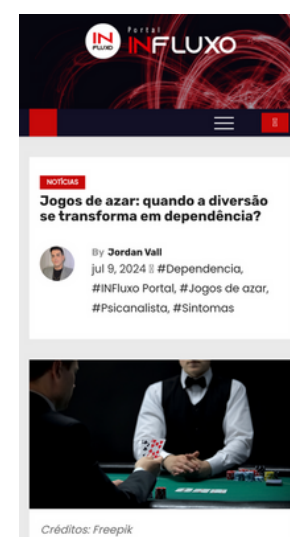 Portal
IN INFLUXO
FLUXO
NOTÍCIAS
Jogos de azar: quando a diversão
se transforma em dependência?
By Jordan Vall
jul 9, 2024 #Dependencia,
#INFluxo Portal, #Jogos de azar,
#Psicanalista, #Sintomas
Créditos: Freepik